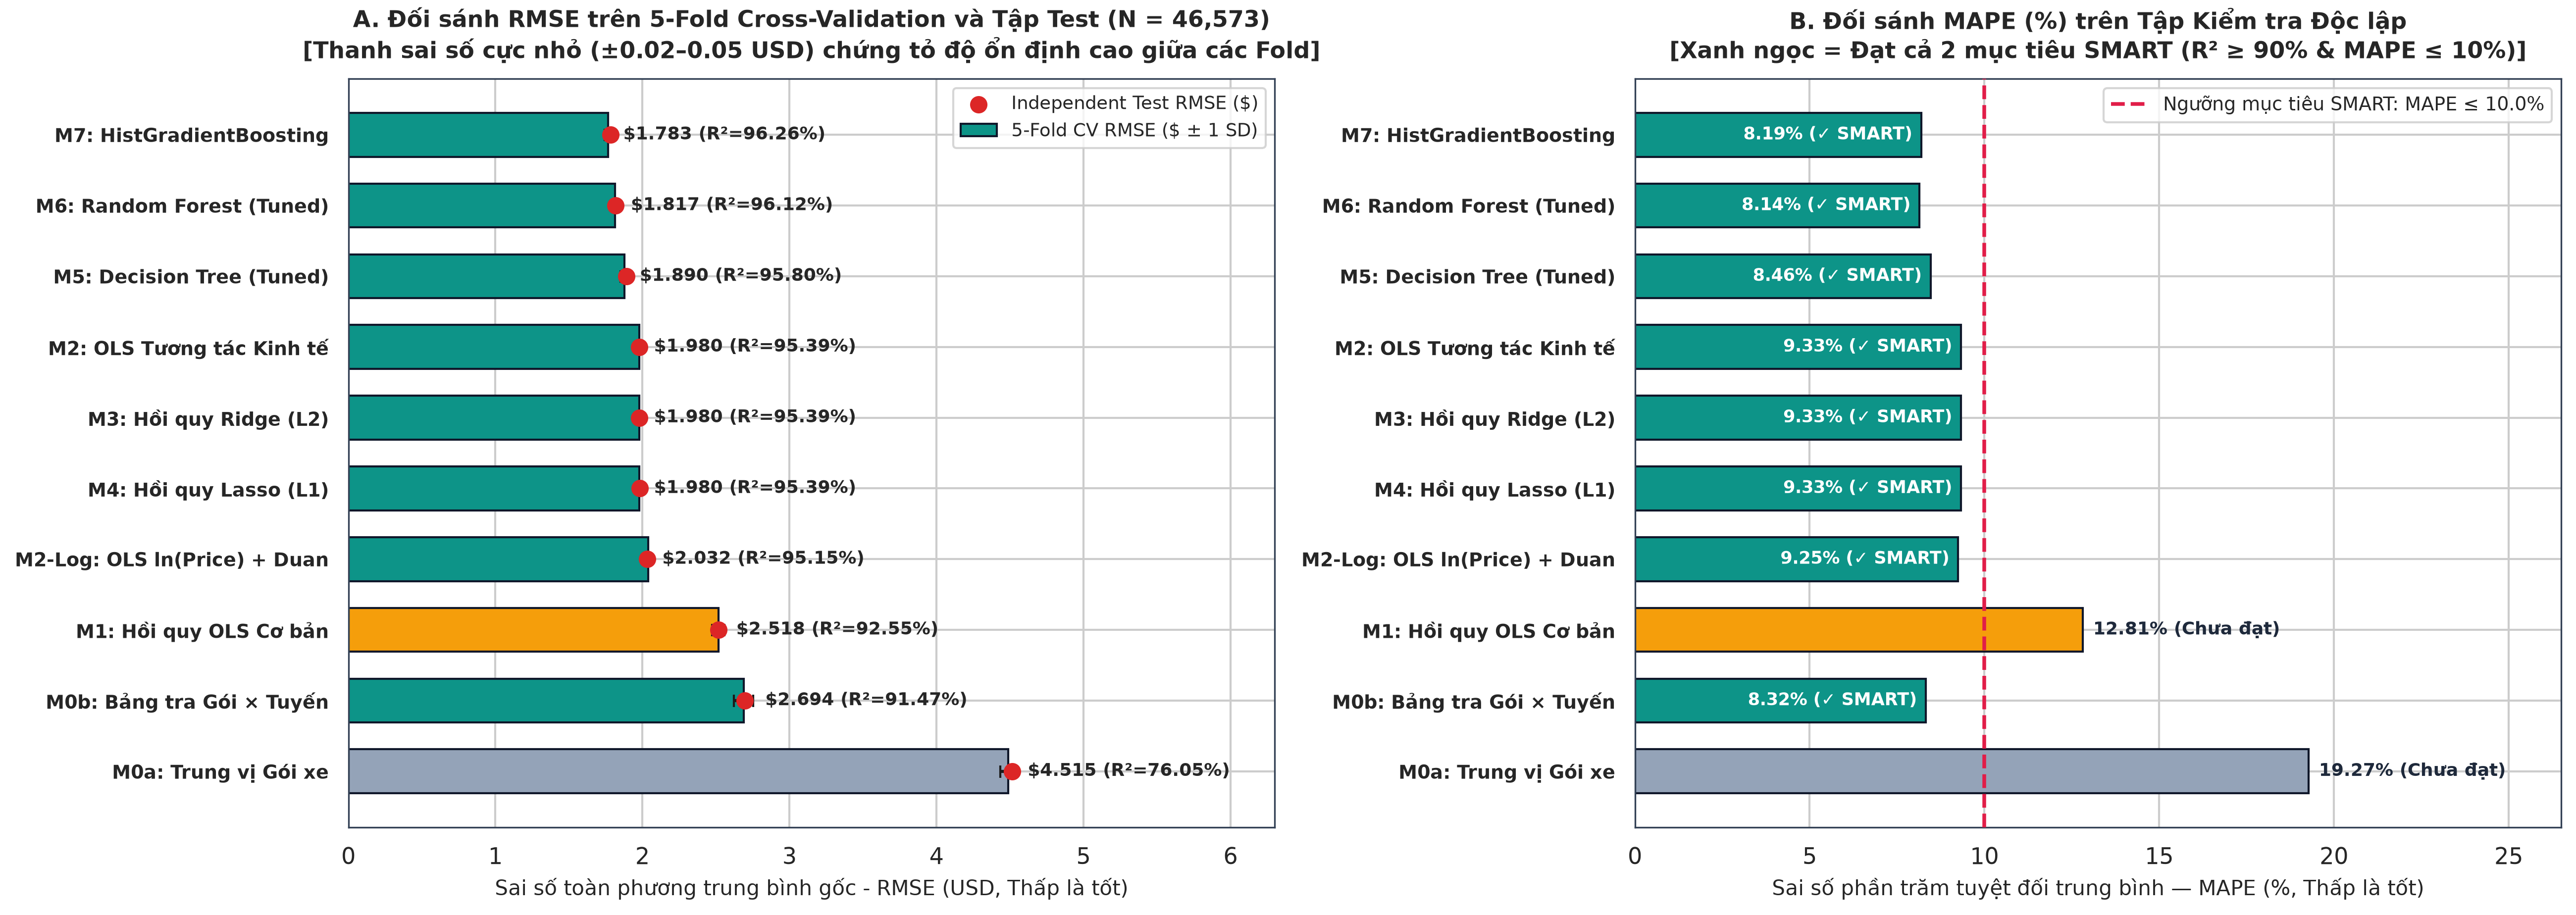 A. Đối sánh RMSE trên 5-Fold Cross-Validation và Tập Test (N = 46,573)
[Thanh sai số cực nhỏ (±0.02–0.05 USD) chứng tỏ độ ổn định cao giữa các Fold]
Independent Test RMSE ($)
5-Fold CV RMSE ($ ± 1 SD)
M7: HistGradientBoosting
$1.783 (R²=96.26%)
M6: Random Forest (Tuned)
$1.817 (R²=96.12%)
M5: Decision Tree (Tuned)
$1.890 (R²=95.80%)
M2: OLS Tương tác Kinh tế
$1.980 (R²=95.39%)
M3: Hồi quy Ridge (L2)
$1.980 (R²=95.39%)
M4: Hồi quy Lasso (L1)
$1.980 (R²=95.39%)
M2-Log: OLS ln(Price) + Duan
$2.032 (R²=95.15%)
M1: Hồi quy OLS Cơ bản
$2.518 (R²=92.55%)
M0b: Bảng tra Gói × Tuyến
$2.694 (R²=91.47%)
M0a: Trung vị Gói xe
$4.515 (R²=76.05%)
0 1 2 3 4 5 6
Sai số toàn phương trung bình gốc - RMSE (USD, Thấp là tốt)
B. Đối sánh MAPE (%) trên Tập Kiểm tra Độc lập
[Xanh ngọc = Đạt cả 2 mục tiêu SMART (R² ≥ 90% & MAPE ≤ 10%)]
Ngưỡng mục tiêu SMART: MAPE ≤ 10.0%
M7: HistGradientBoosting
8.19% (✓ SMART)
M6: Random Forest (Tuned)
8.14% (✓ SMART)
M5: Decision Tree (Tuned)
8.46% (✓ SMART)
M2: OLS Tương tác Kinh tế
9.33% (✓ SMART)
M3: Hồi quy Ridge (L2)
9.33% (✓ SMART)
M4: Hồi quy Lasso (L1)
9.33% (✓ SMART)
M2-Log: OLS ln(Price) + Duan
9.25% (✓ SMART)
M1: Hồi quy OLS Cơ bản
12.81% (Chưa đạt)
M0b: Bảng tra Gói × Tuyến
8.32% (✓ SMART)
M0a: Trung vị Gói xe
19.27% (Chưa đạt)
0 5 10 15 20 25
Sai số phần trăm tuyệt đối trung bình — MAPE (%, Thấp là tốt)